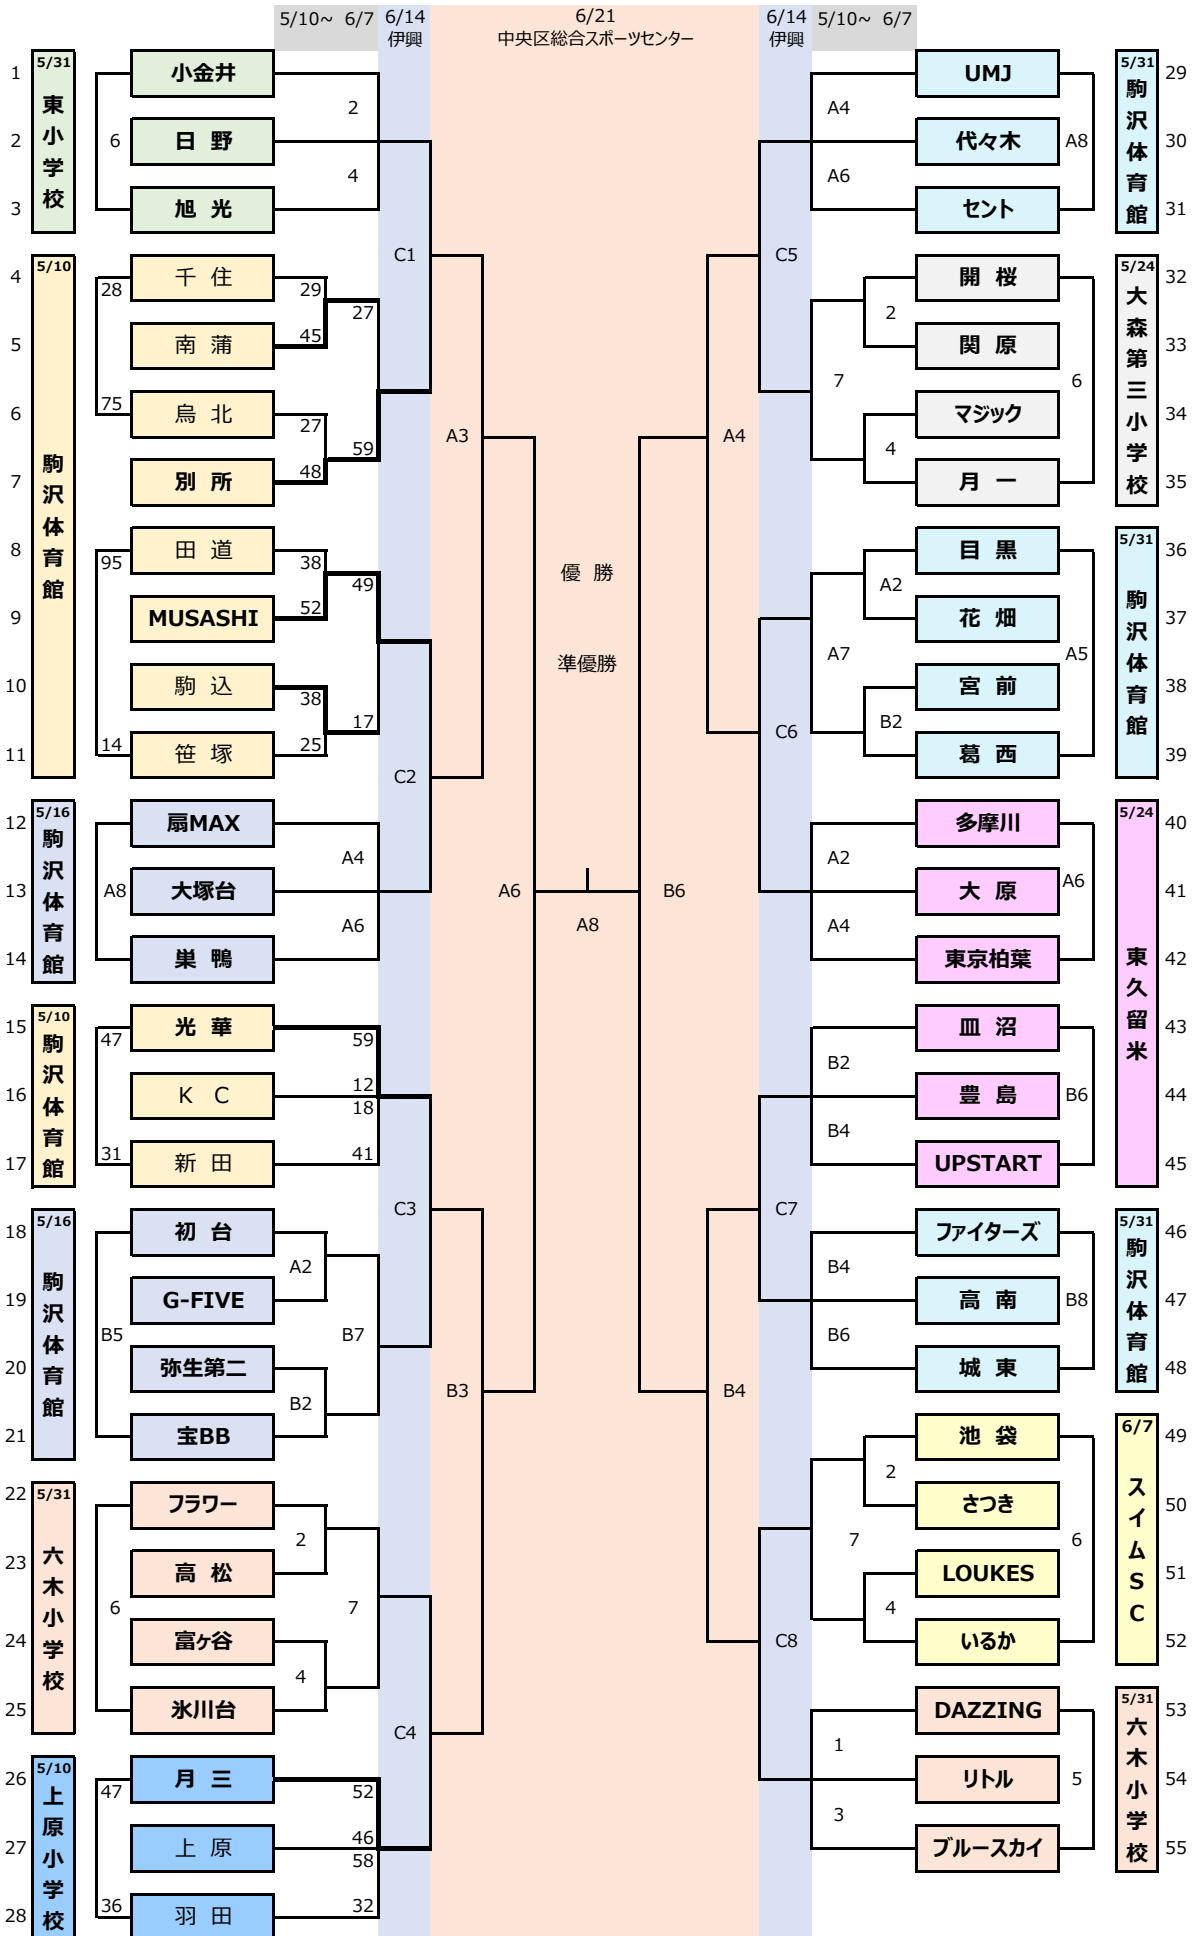 5/10~ 6/7 6/14 6/21 6/14 5/10~ 6/7
伊興 中央区総合スポーツセンター 伊興
1 5/31 東小学校 小金井
2
2 6 日 野
4
3 旭 光
C1
4 5/10 駒沢体育館 28 千 住 29
27
5 南 蒲 45
6 75 烏 北 27
59
7 別 所 48
A3
8 95 田 道 38
49
9 MUSASHI 52
10 駒 込 38
17
11 14 笹 塚 25
C2
12 5/16 駒沢体育館 扇MAX
A4
13 A8 大塚台
A6
14 巣 鴨
A6
15 5/10 駒沢体育館 47 光 華 59
16 K C 12
18
17 31 新 田 41
C3
18 5/16 駒沢体育館 初 台
A2
19 G-FIVE
B5 B7
20 弥生第二
B2
21 宝BB
B3
22 5/31 六木小学校 フラワー
2
23 高 松
6 7
24 富ヶ谷
4
25 氷川台
C4
26 5/10 上原小学校 47 月 三 52
27 上 原 46
58
28 36 羽 田 32
優 勝
準優勝
A8
UMJ 5/31 駒沢体育館 29
A4
代々木 A8 30
A6
セント 31
C5
開 桜 5/24 大森第三小学校 32
2
関 原 33
7 6
マジック 34
4
月 一 35
A4
目 黒 5/31 駒沢体育館 36
A2
花 畑 37
A7 A5
宮 前 38
B2
葛 西 39
C6
多摩川 5/24 東久留米 40
A2
大 原 A6 41
A4
東京柏葉 42
B6
皿 沼 43
B2
豊 島 B6 44
B4
UPSTART 45
C7
ファイターズ 5/31 駒沢体育館 46
B4
高 南 B8 47
B6
城 東 48
B4
池 袋 6/7 スイムSC 49
2
さつき 50
7 6
LOUKES 51
4
いるか 52
C8
DAZZING 5/31 六木小学校 53
1
リトル 5 54
3
ブルースカイ 55